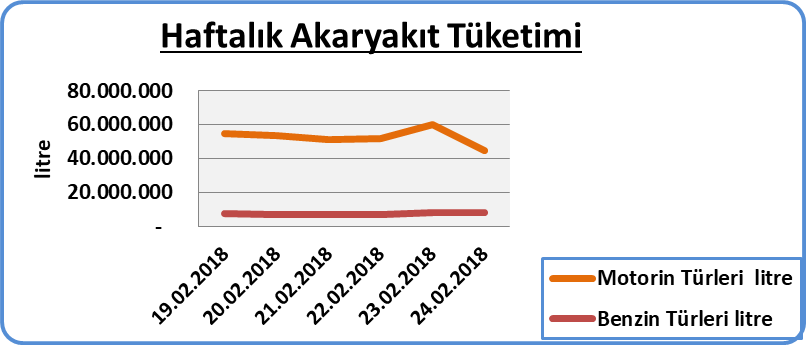 Haftalık Akaryakıt Tüketimi
litre
80.000.000
60.000.000
40.000.000
20.000.000
-
19.02.2018
20.02.2018
21.02.2018
22.02.2018
23.02.2018
24.02.2018
Motorin Türleri litre
Benzin Türleri litre